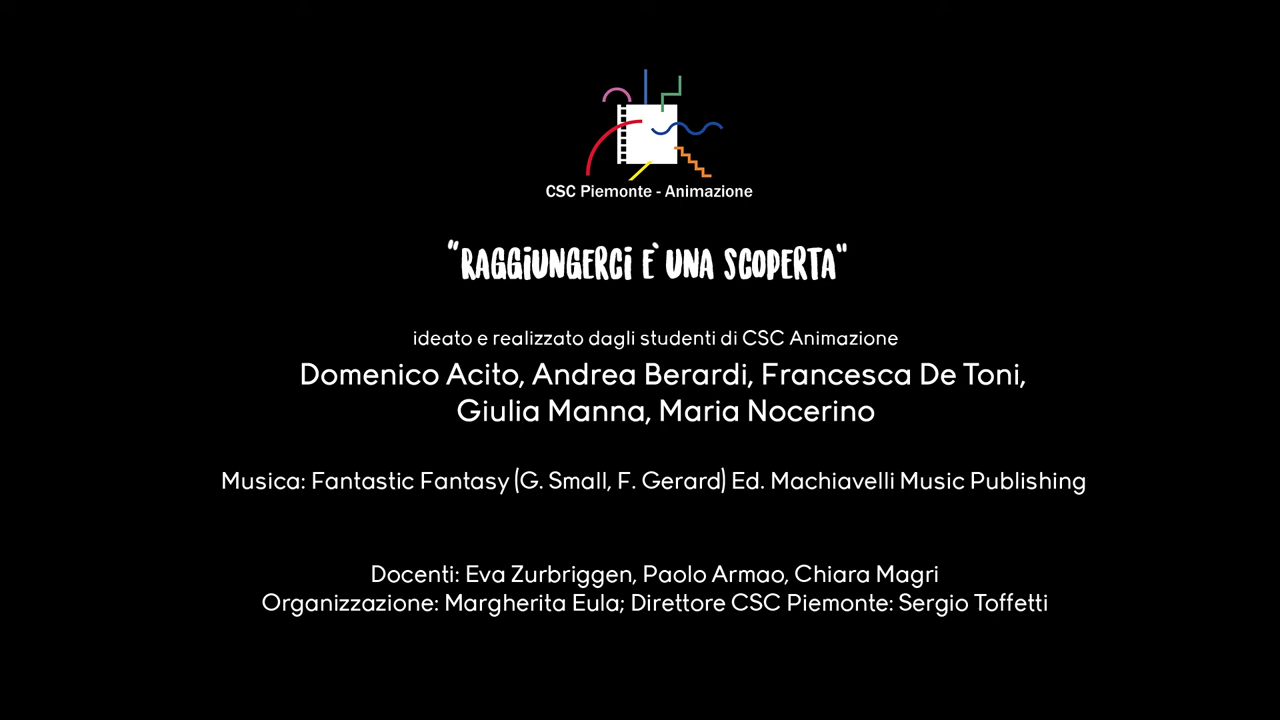 CSC Piemonte - Animazione
"RAGGiUNGERCi E` UNA SCOPERTA"
ideato e realizzato dagli studenti di CSC Animazione
Domenico Acito, Andrea Berardi, Francesca De Toni,
Giulia Manna, Maria Nocerino
Musica: Fantastic Fantasy (G. Small, F. Gerard) Ed. Machiavelli Music Publishing
Docenti: Eva Zurbriggen, Paolo Armao, Chiara Magri
Organizzazione: Margherita Eula; Direttore CSC Piemonte: Sergio Toffetti